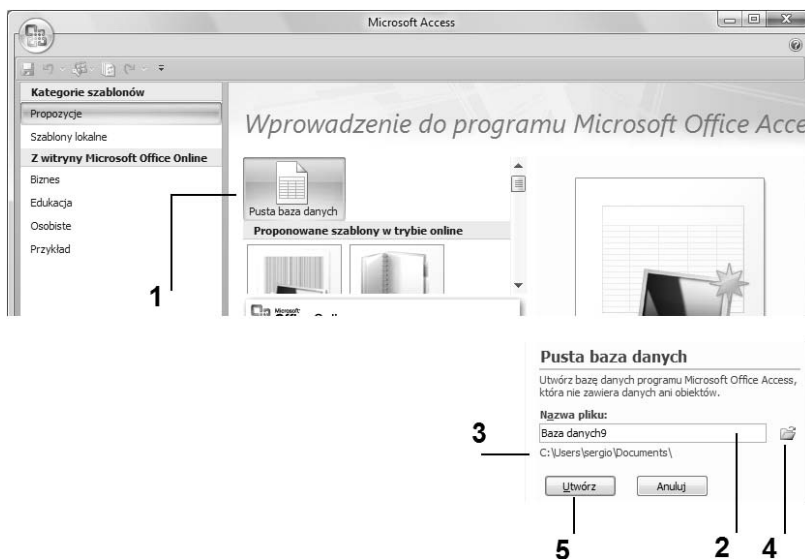 Microsoft Access
Kategorie szablonów
Propozycje
Szablony lokalne
Z witryny Microsoft Office Online
Biznes
Edukacja
Osobiste
Przykład
Wprowadzenie do programu Microsoft Office Acce
Pusta baza danych
Proponowane szablony w trybie online
Microsoft
1
Pusta baza danych
Utwórz bazę danych programu Microsoft Office Access,
która nie zawiera danych ani obiektów.
Nazwa pliku:
3
Baza danych9
C:\Users\sergio\Documents\
Utwórz Anuluj
5 2 4